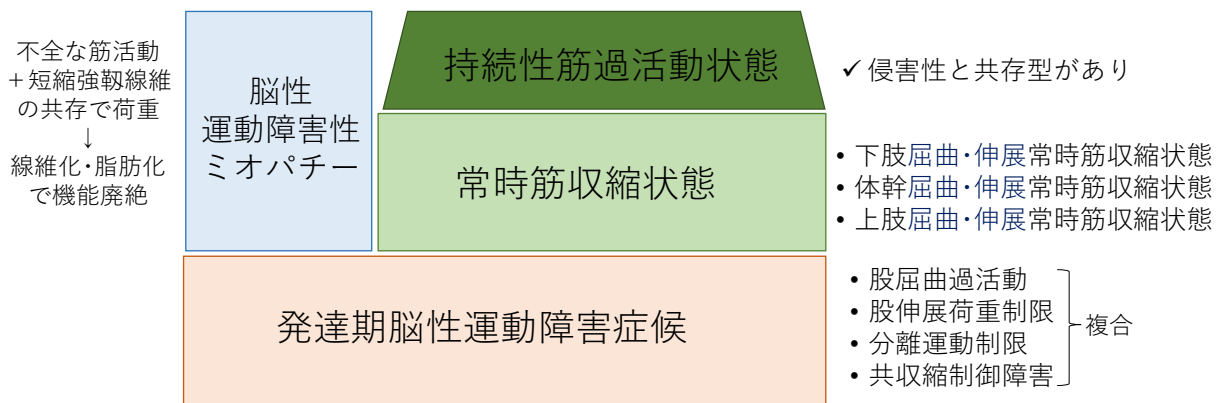 不全な筋活動
＋短縮強靱線維
の共存で荷重
↓
線維化・脂肪化
で機能廃絶
脳性
運動障害性
ミオパチー
持続性筋過活動状態
✓ 侵害性と共存型があり
常時筋収縮状態
• 下肢屈曲・伸展常時筋収縮状態
• 体幹屈曲・伸展常時筋収縮状態
• 上肢屈曲・伸展常時筋収縮状態
発達期脳性運動障害症候
• 股屈曲過活動
• 股伸展荷重制限
• 分離運動制限
• 共収縮制御障害
複合